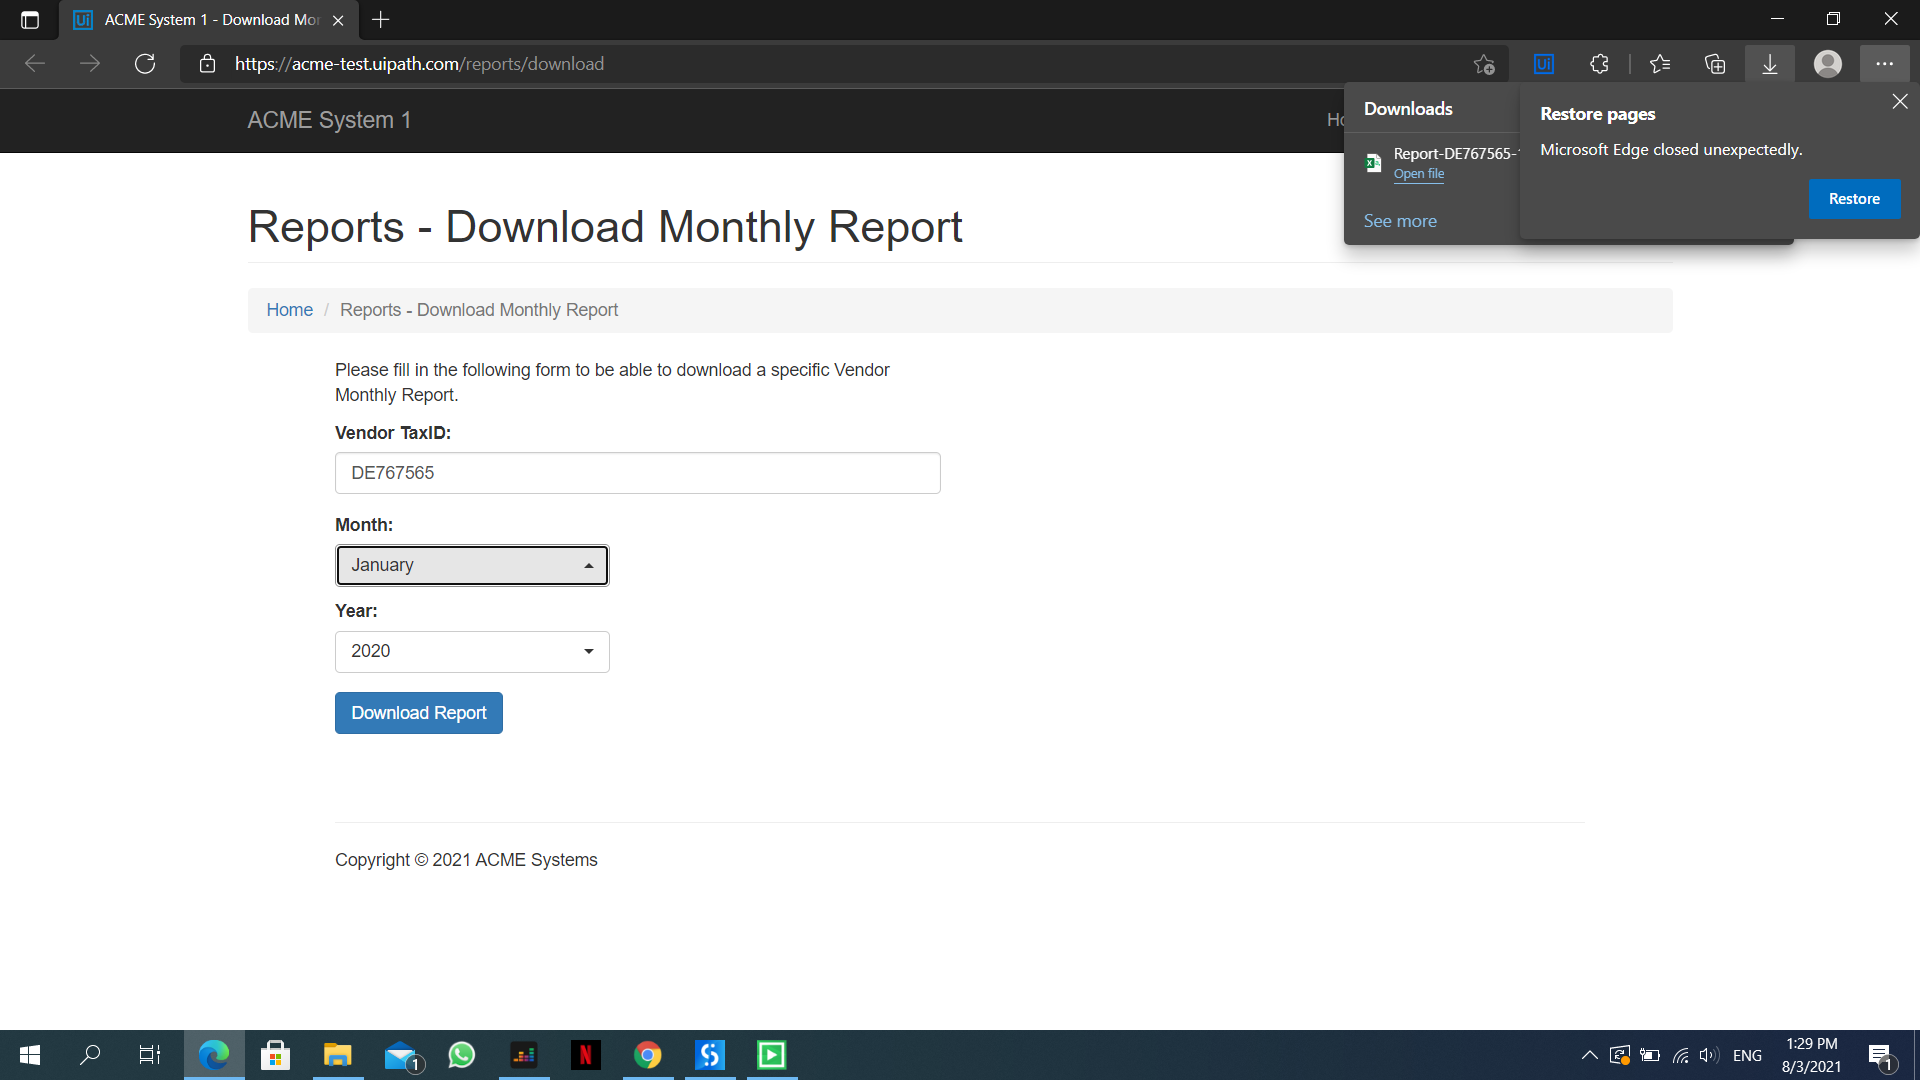 ACME System 1 - Download Mon
https://acme-test.uipath.com/reports/download
ACME System 1
Downloads
Report-DE767565-
Open file
See more
Restore pages
Microsoft Edge closed unexpectedly.
Restore
Reports - Download Monthly Report
Home / Reports - Download Monthly Report
Please fill in the following form to be able to download a specific Vendor
Monthly Report.
Vendor TaxID:
DE767565
Month:
January
Year:
2020
Download Report
Copyright © 2021 ACME Systems
1
ENG
1:29 PM
8/3/2021
1